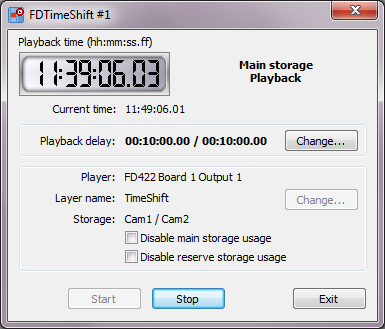 FDTimeShift #1
Playback time (hh:mm:ss.ff)
11:39:06.03
Main storage
Playback
Current time: 11:49:06.01
Playback delay: 00:10:00.00 / 00:10:00.00 Change...
Player: FD422 Board 1 Output 1
Layer name: TimeShift Change...
Storage: Cam1 / Cam2
Disable main storage usage
Disable reserve storage usage
Start Stop Exit